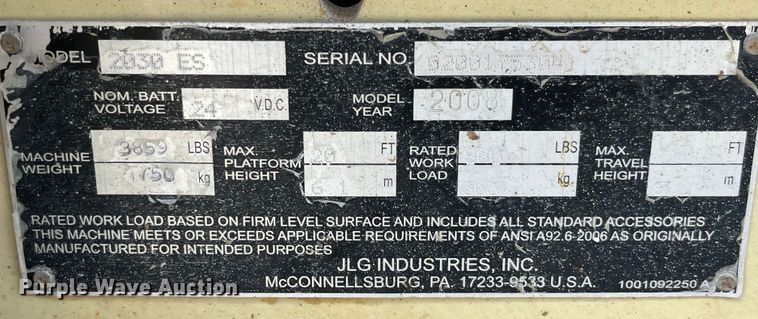 MODEL 2030 ES SERIAL NO.
NOM. BATT. VOLTAGE 24 V.D.C. MODEL YEAR 2008
MACHINE WEIGHT 3859 LBS MAX. PLATFORM HEIGHT FT RATED WORK LOAD LBS MAX. TRAVEL HEIGHT FT
1750 kg m kg m
RATED WORK LOAD BASED ON FIRM LEVEL SURFACE AND INCLUDES ALL STANDARD ACCESSORIES
THIS MACHINE MEETS OR EXCEEDS APPLICABLE REQUIREMENTS OF ANSI A92.6-2006 AS ORIGINALLY
MANUFACTURED FOR INTENDED PURPOSES
JLG INDUSTRIES, INC.
McCONNELLSBURG, PA. 17233-9533 U.S.A. 1001092250 A
Purple Wave Auction